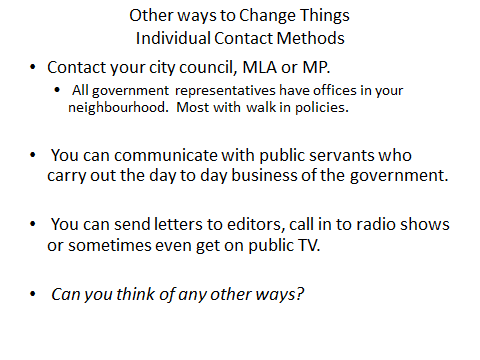 Other ways to Change Things
Individual Contact Methods
• Contact your city council, MLA or MP.
• All government representatives have offices in your
neighbourhood. Most with walk in policies.
• You can communicate with public servants who
carry out the day to day business of the government.
• You can send letters to editors, call in to radio shows
or sometimes even get on public TV.
• Can you think of any other ways?